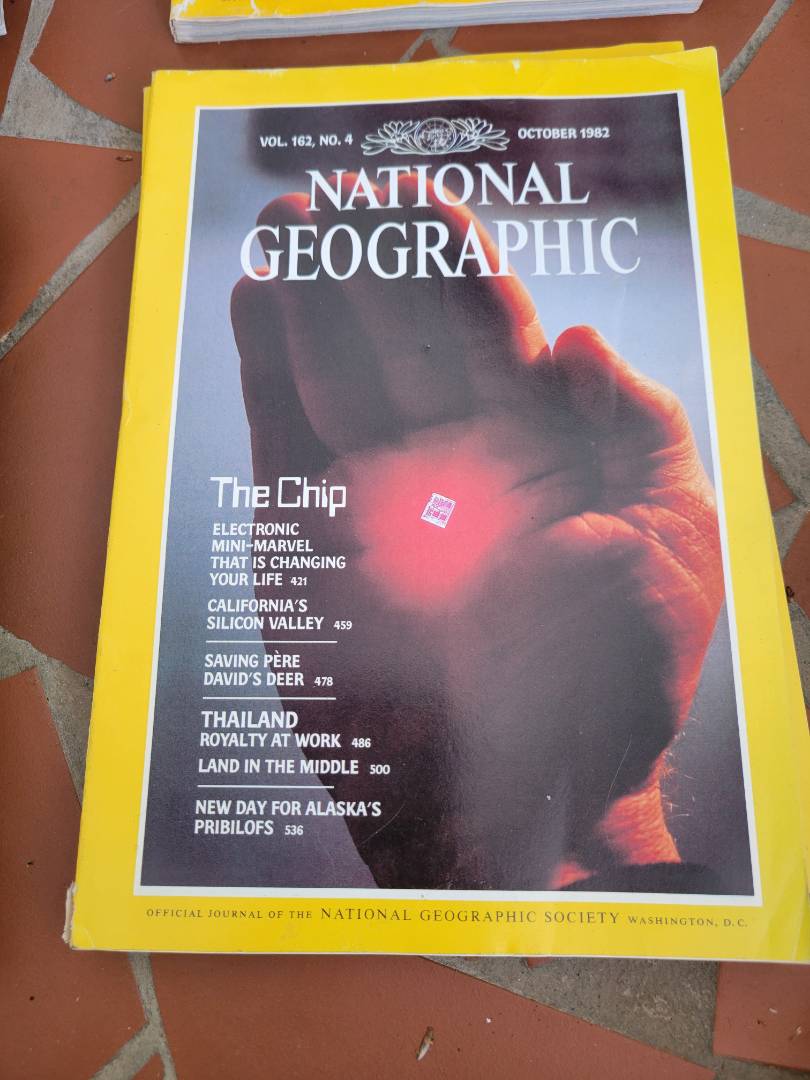 VOL. 162, NO. 4
OCTOBER 1982
NATIONAL
GEOGRAPHIC
The Chip
ELECTRONIC
MINI-MARVEL
THAT IS CHANGING
YOUR LIFE 421
CALIFORNIA'S
SILICON VALLEY 459
SAVING PÈRE
DAVID'S DEER 478
THAILAND
ROYALTY AT WORK 486
LAND IN THE MIDDLE 500
NEW DAY FOR ALASKA'S
PRIBILOFS 536
OFFICIAL JOURNAL OF THE NATIONAL GEOGRAPHIC SOCIETY WASHINGTON, D.C.